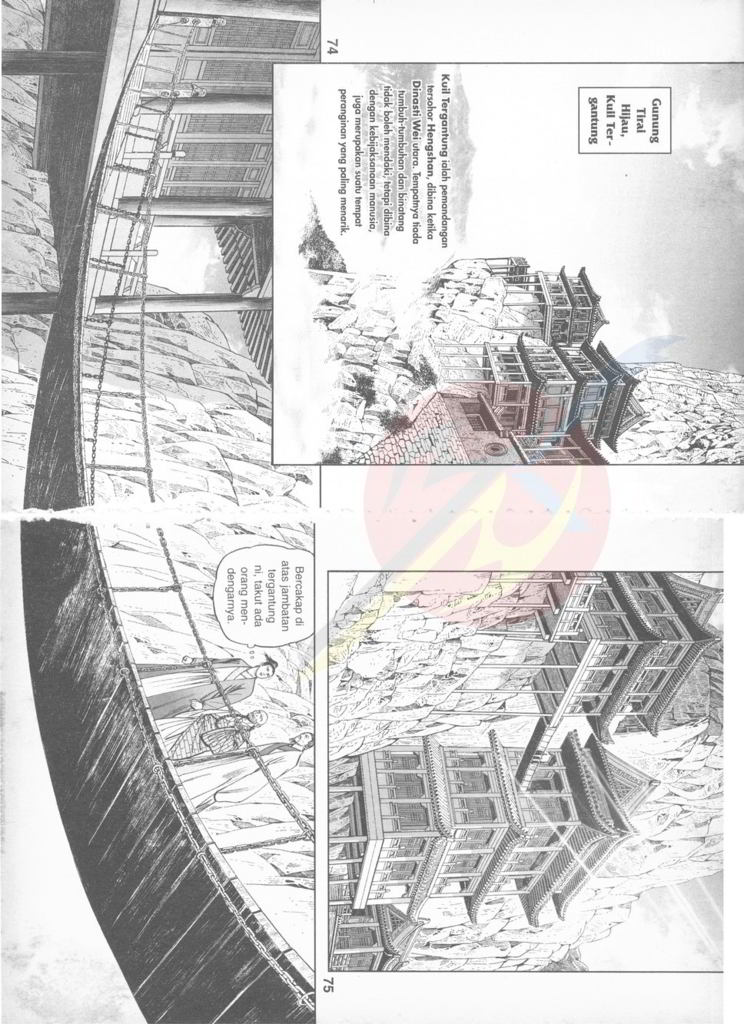 74
Gunung
Tirai
Hijau,
Kuil Ter-
gantung
Kuil Tergantung ialah pemandangan
tersohor Hengshan, dibina ketika
Dinasti Wei utara. Tempatnya tiada
tumbuh-tumbuhan dan binatang
tidak boleh mendaki, tetapi dibina
dengan kebijaksanaan manusia,
juga merupakan suatu tempat
peranginan yang paling menarik.
Bercakap di
atas jambatan
tergantung
ni, takut ada
orang men-
dengarnya.
75